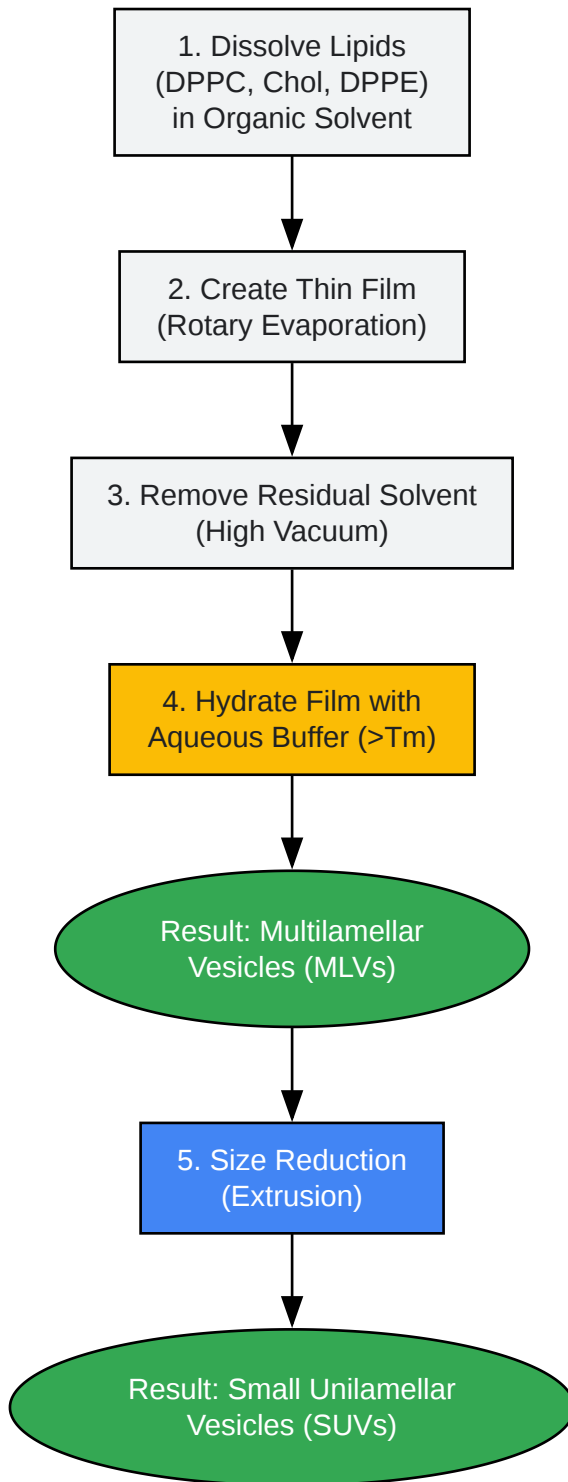 1. Dissolve Lipids
(DPPC, Chol, DPPE)
in Organic Solvent
2. Create Thin Film
(Rotary Evaporation)
3. Remove Residual Solvent
(High Vacuum)
4. Hydrate Film with
Aqueous Buffer (>Tm)
Result: Multilamellar
Vesicles (MLVs)
5. Size Reduction
(Extrusion)
Result: Small Unilamellar
Vesicles (SUVs)